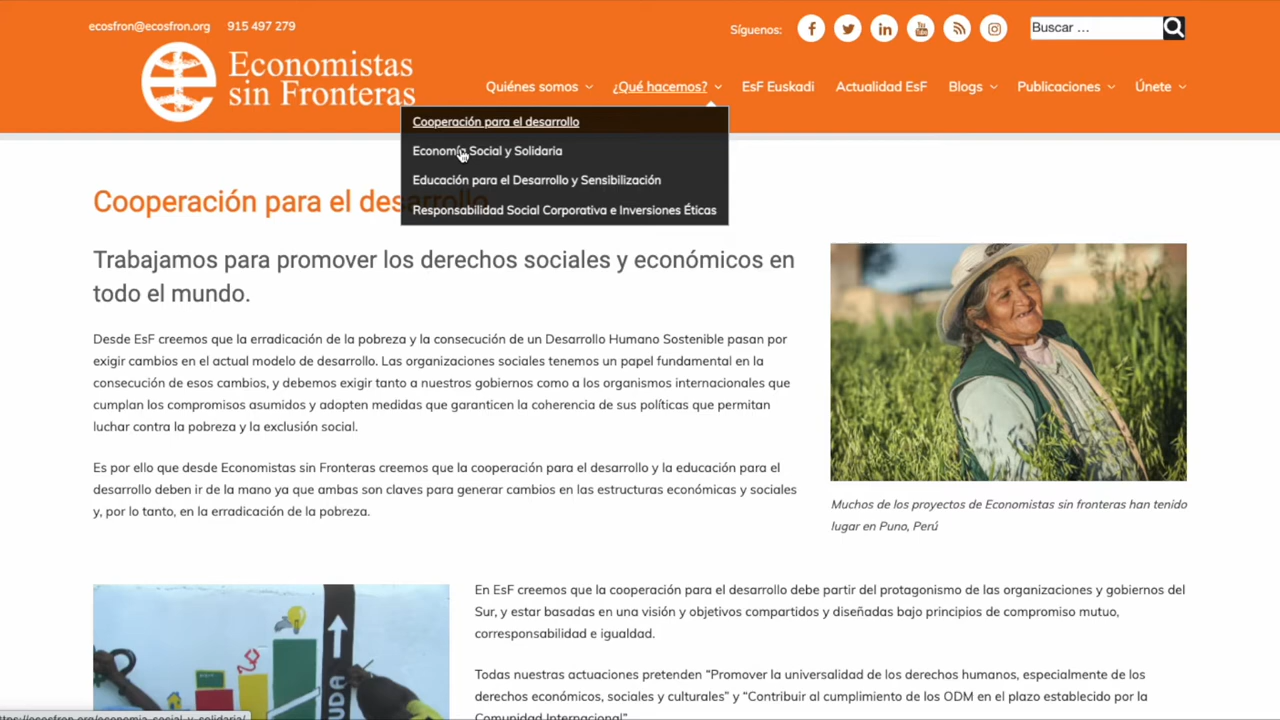 ecosfron@ecosfron.org 915 497 279
Síguenos:
Buscar ...
Economistas
sin Fronteras
Quiénes somos ¿Qué hacemos? EsF Euskadi Actualidad EsF Blogs Publicaciones Únete
Cooperación para el desarrollo
Economía Social y Solidaria
Educación para el Desarrollo y Sensibilización
Responsabilidad Social Corporativa e Inversiones Éticas
Cooperación para el desarrollo
Trabajamos para promover los derechos sociales y económicos en
todo el mundo.
Desde EsF creemos que la erradicación de la pobreza y la consecución de un Desarrollo Humano Sostenible pasan por
exigir cambios en el actual modelo de desarrollo. Las organizaciones sociales tenemos un papel fundamental en la
consecución de esos cambios, y debemos exigir tanto a nuestros gobiernos como a los organismos internacionales que
cumplan los compromisos asumidos y adopten medidas que garanticen la coherencia de sus políticas que permitan
luchar contra la pobreza y la exclusión social.
Es por ello que desde Economistas sin Fronteras creemos que la cooperación para el desarrollo y la educación para el
desarrollo deben ir de la mano ya que ambas son claves para generar cambios en las estructuras económicas y sociales
y, por lo tanto, en la erradicación de la pobreza.
Muchos de los proyectos de Economistas sin fronteras han tenido
lugar en Puno, Perú
En EsF creemos que la cooperación para el desarrollo debe partir del protagonismo de las organizaciones y gobiernos del
Sur, y estar basadas en una visión y objetivos compartidos y diseñadas bajo principios de compromiso mutuo,
corresponsabilidad e igualdad.
Todas nuestras actuaciones pretenden “Promover la universalidad de los derechos humanos, especialmente de los
derechos económicos, sociales y culturales” y “Contribuir al cumplimiento de los ODM en el plazo establecido por la
Comunidad Internacional”
UDA
ttps://ecosfron.org/economia-social-y-solidaria/